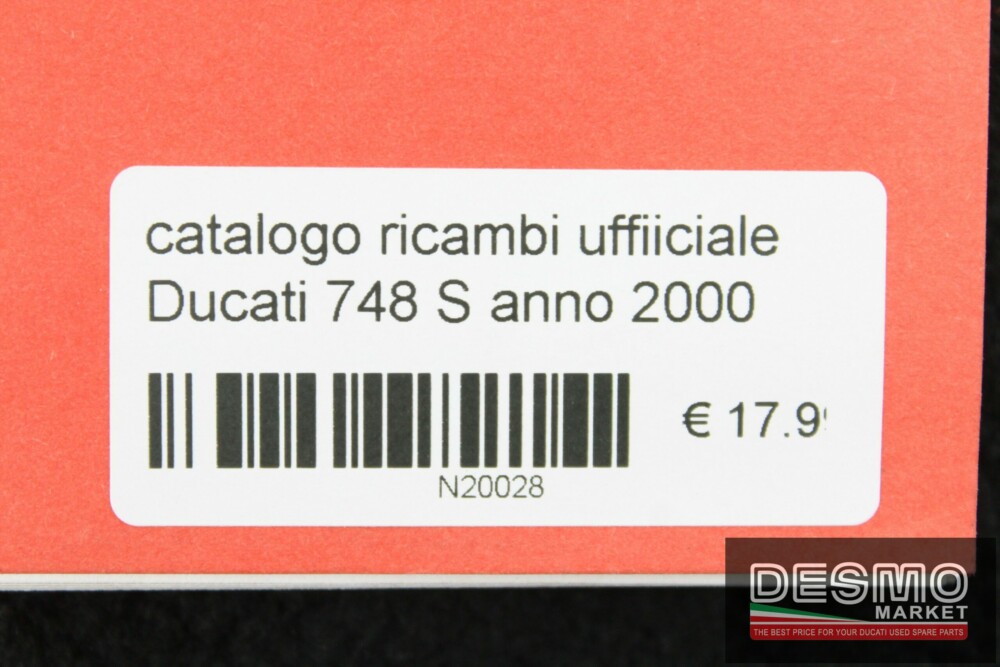 catalogo ricambi uffiiciale
Ducati 748 S anno 2000
€ 17.9
N20028
DESMO
MARKET
THE BEST PRICE FOR YOUR DUCATI USED SPARE PARTS